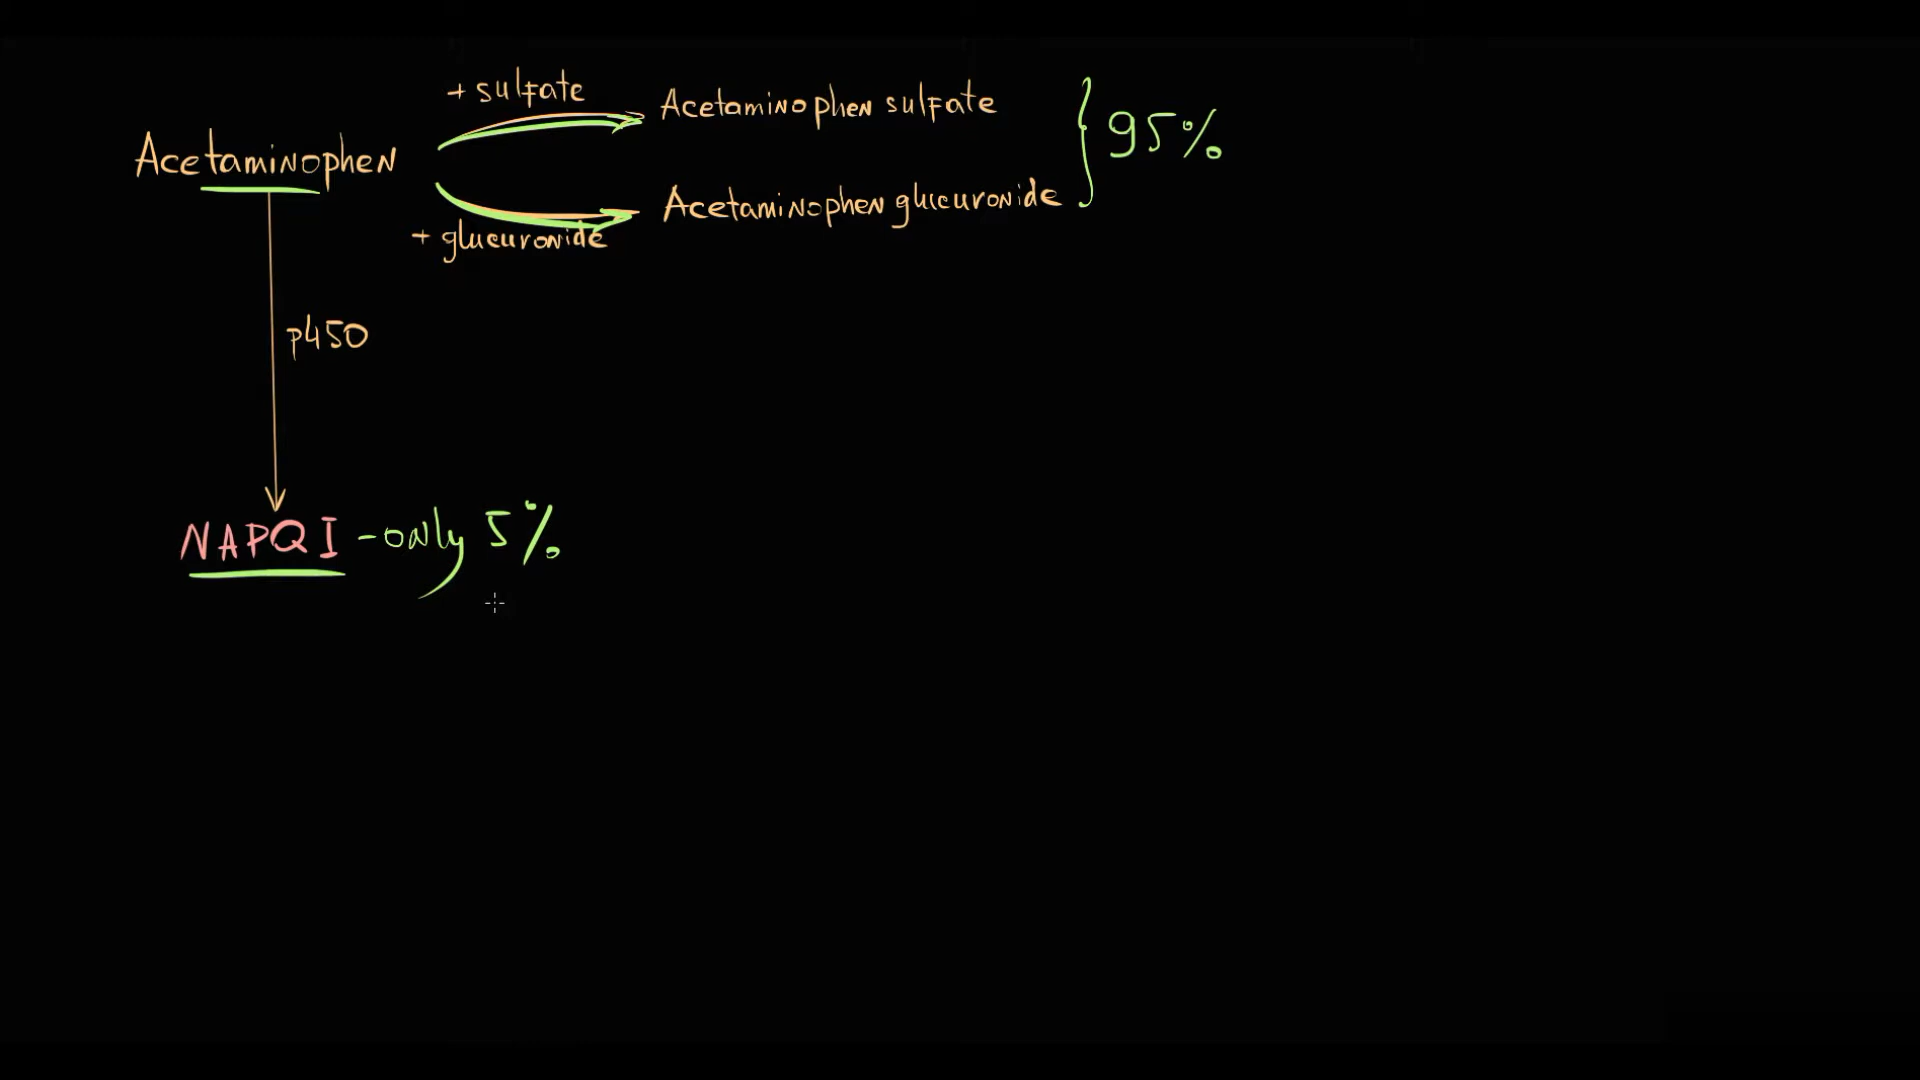 + sulfate
Acetaminophen sulfate
95%
Acetaminophen
Acetaminophen glucuronide
+ glucuronide
P450
NAPQI - only 5%